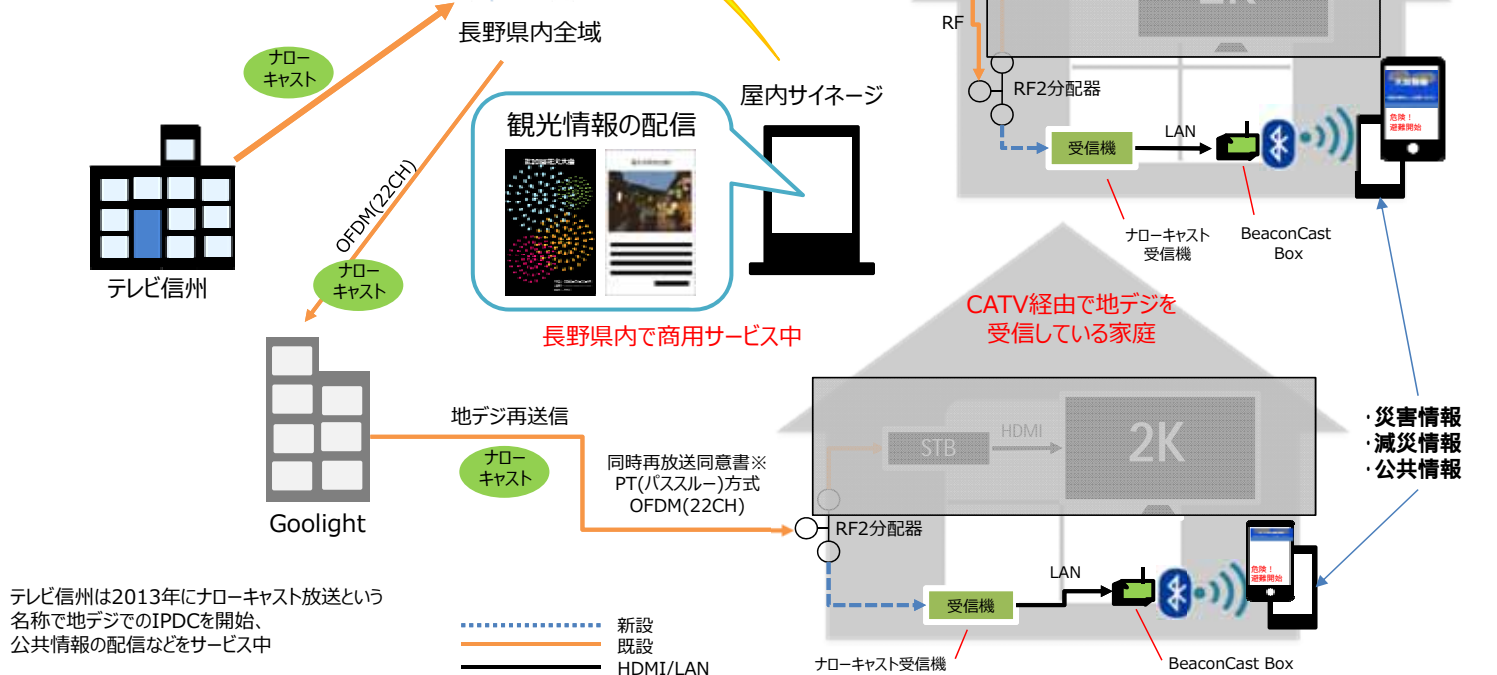 長野県内全域
ナロー
キャスト
RF
RF2分配器
受信機
LAN
危険！
避難開始
ナローキャスト
受信機
BeaconCast
Box
屋内サイネージ
観光情報の配信
長野県内で商用サービス中
テレビ信州
OFDM(22CH)
ナロー
キャスト
CATV経由で地デジを
受信している家庭
・災害情報
・減災情報
・公共情報
Goolight
地デジ再送信
ナロー
キャスト
同時再放送同意書※
PT(パススルー)方式
OFDM(22CH)
STB
HDMI
2K
RF2分配器
受信機
LAN
危険！
避難開始
ナローキャスト受信機
BeaconCast Box
テレビ信州は2013年にナローキャスト放送という
名称で地デジでのIPDCを開始、
公共情報の配信などをサービス中
新設
既設
HDMI/LAN